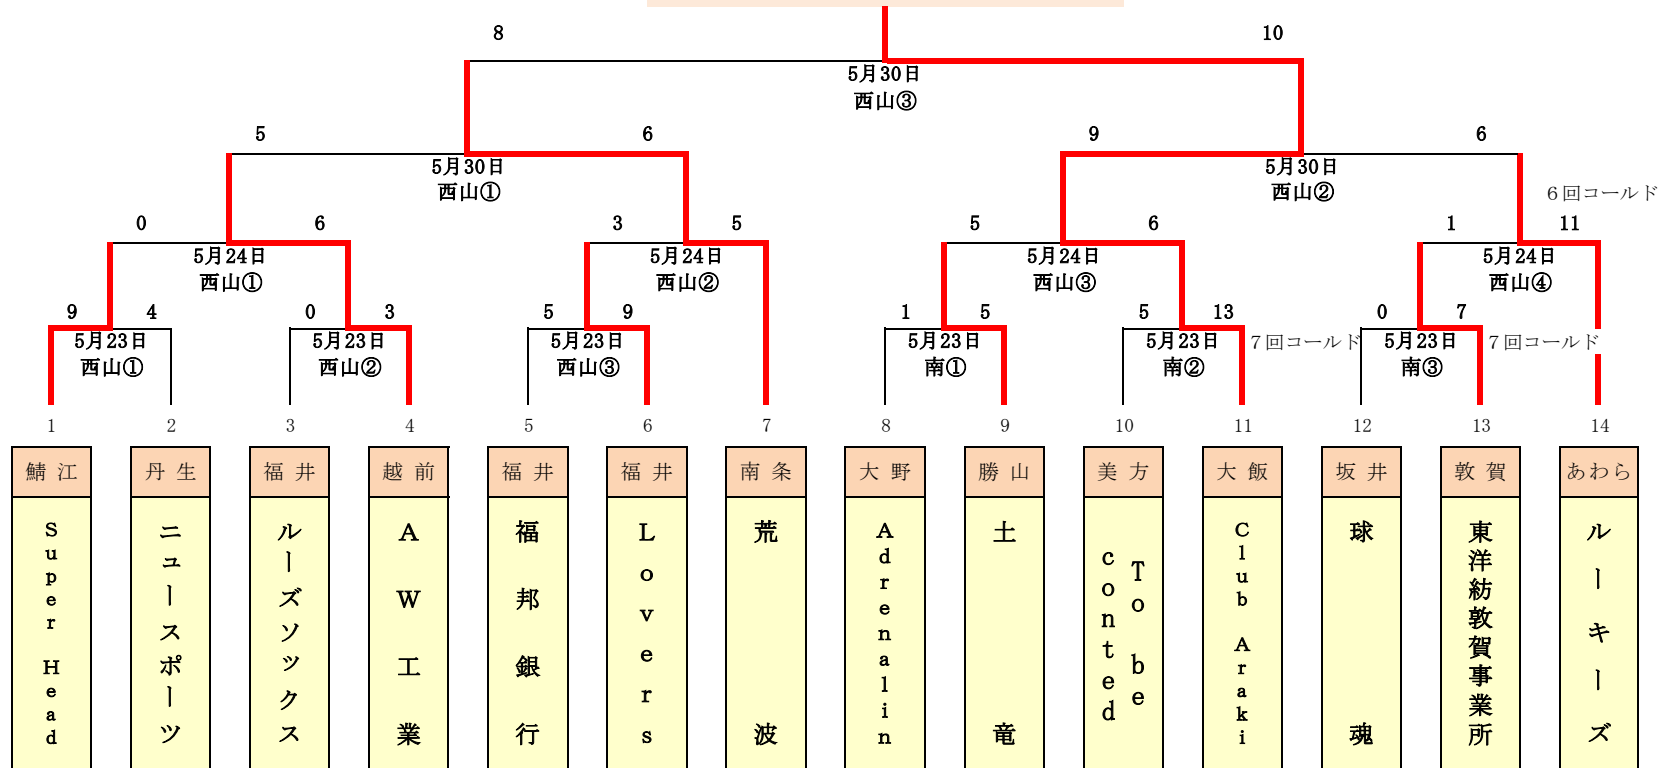 8 10
5月30日
西山③
5 6 9 6
5月30日 5月30日
西山① 西山②
6回コールド
0 6 3 5 5 6 1 11
5月24日 5月24日 5月24日 5月24日
西山① 西山② 西山③ 西山④
9 4 0 3 5 9 1 5 5 13 0 7
5月23日 5月23日 5月23日 5月23日 5月23日 7回コールド 5月23日 7回コールド
西山① 西山② 西山③ 南① 南② 南③
1 2 3 4 5 6 7 8 9 10 11 12 13 14
鯖江 丹生 福井 越前 福井 福井 南条 大野 勝山 美方 大飯 坂井 敦賀 あわら
Super Head
ニュースポーツ
ルーズソックス
AW工業
福邦銀行
Lovers
荒波
Adrenalin
土竜
To be
conted
Club Araki
球魂
東洋紡敦賀事業所
ルーキーズ